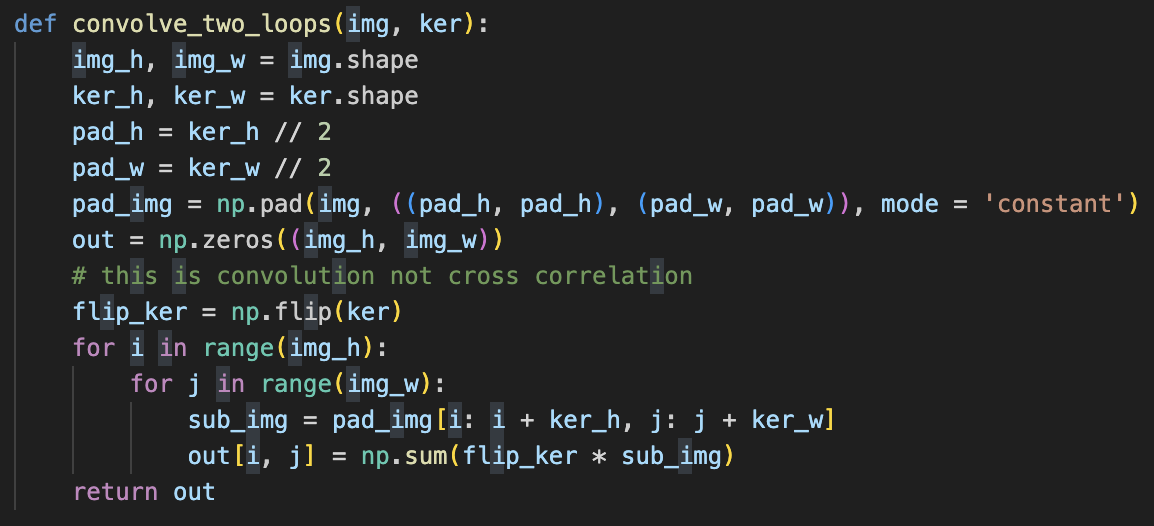 def convolve_two_loops(img, ker):
    img_h, img_w = img.shape
    ker_h, ker_w = ker.shape
    pad_h = ker_h // 2
    pad_w = ker_w // 2
    pad_img = np.pad(img, ((pad_h, pad_h), (pad_w, pad_w)), mode = 'constant')
    out = np.zeros((img_h, img_w))
    # this is convolution not cross correlation
    flip_ker = np.flip(ker)
    for i in range(img_h):
        for j in range(img_w):
            sub_img = pad_img[i: i + ker_h, j: j + ker_w]
            out[i, j] = np.sum(flip_ker * sub_img)
    return out